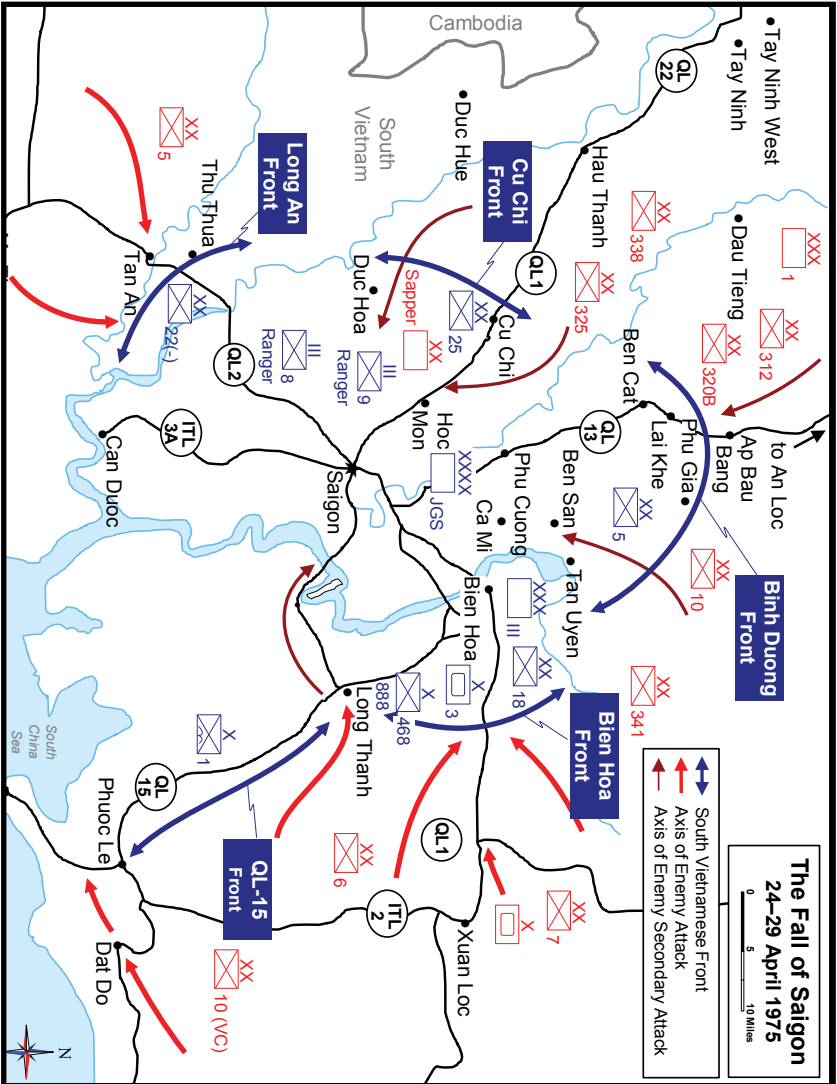 The Fall of Saigon
24–29 April 1975
0
5
10 Miles
South Vietnamese Front
Axis of Enemy Attack
Axis of Enemy Secondary Attack
Cambodia
South
Vietnam
Tay Ninh West
Tay Ninh
QL
22
Duc Hue
Hau Thanh
Dau Tieng
XXX
1
XX
312
XX
320B
XX
338
XX
325
Cu Chi
Front
QL1
Cu Chi
XX
25
Duc Hoa
XX
Sapper
III
9
Ranger
III
8
Ranger
Long An
Front
XX
5
Thu Thua
Tan An
XX
22(-)
QL2
ITL
3A
Can Duoc
Saigon
Hoc
Mon
XXXX
JGS
to An Loc
Ap Bau
Bang
Ben Cat
Lai Khe
Phu Gia
QL
13
XX
5
Ben San
Phu Cuong
Ca Mi
Tan Uyen
XX
10
Binh Duong
Front
Bien Hoa
XXX
III
XX
18
X
3
X
468
888
Bien Hoa
Front
XX
341
Long Thanh
QL1
XX
7
X
XX
6
ITL
2
Xuan Loc
QL-15
Front
X
1
QL
15
Phuoc Le
Dat Do
XX
10 (VC)
South
China
Sea
N